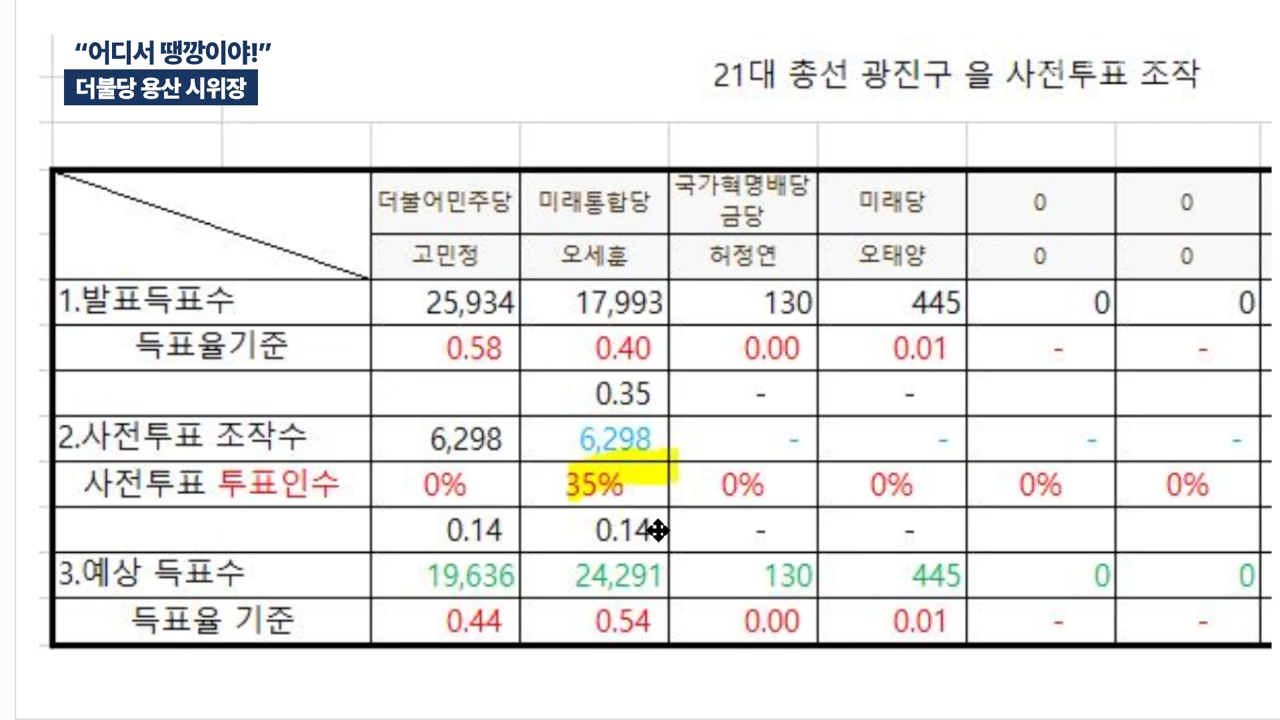 “어디서 땡깡이야!”
더불당 용산 시위장
21대 총선 광진구 을 사전투표 조작
더불어민주당 미래통합당 국가혁명배당금당 미래당 0 0
고민정 오세훈 허정연 오태양 0 0
1.발표득표수 25,934 17,993 130 445 0 0
득표율기준 0.58 0.40 0.00 0.01 - -
0.35 - -
2.사전투표 조작수 6,298 6,298 - - - -
사전투표 투표인수 0% 35% 0% 0% 0% 0%
0.14 0.14 - -
3.예상 득표수 19,636 24,291 130 445 0 0
득표율 기준 0.44 0.54 0.00 0.01 - -